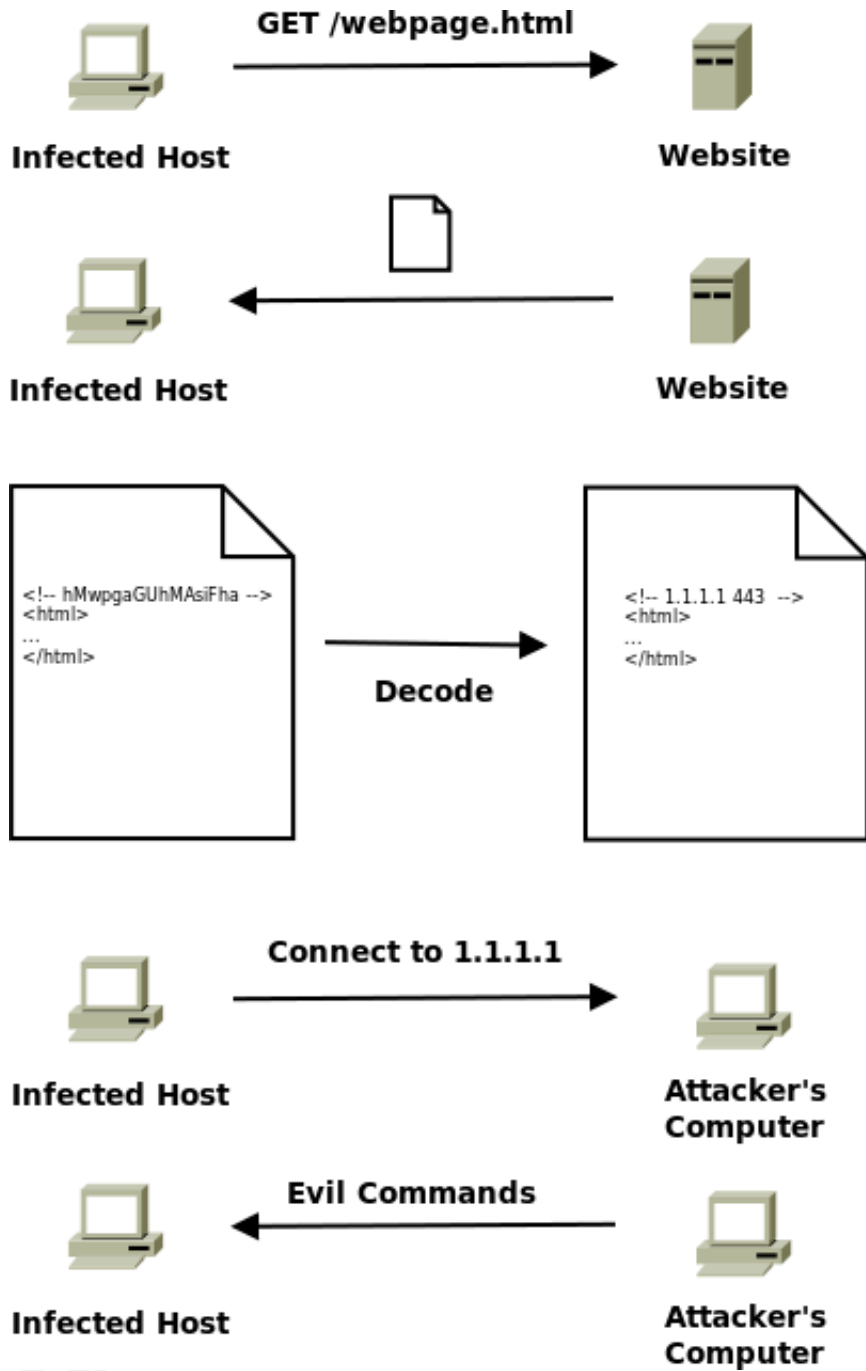 GET /webpage.html
Infected Host
Website
Infected Host
Website
<!-- hMwpgaGUhMAsiFha -->
<html>
...
</html>
Decode
<!-- 1.1.1.1 443  -->
<html>
...
</html>
Connect to 1.1.1.1
Infected Host
Attacker's
Computer
Evil Commands
Infected Host
Attacker's
Computer